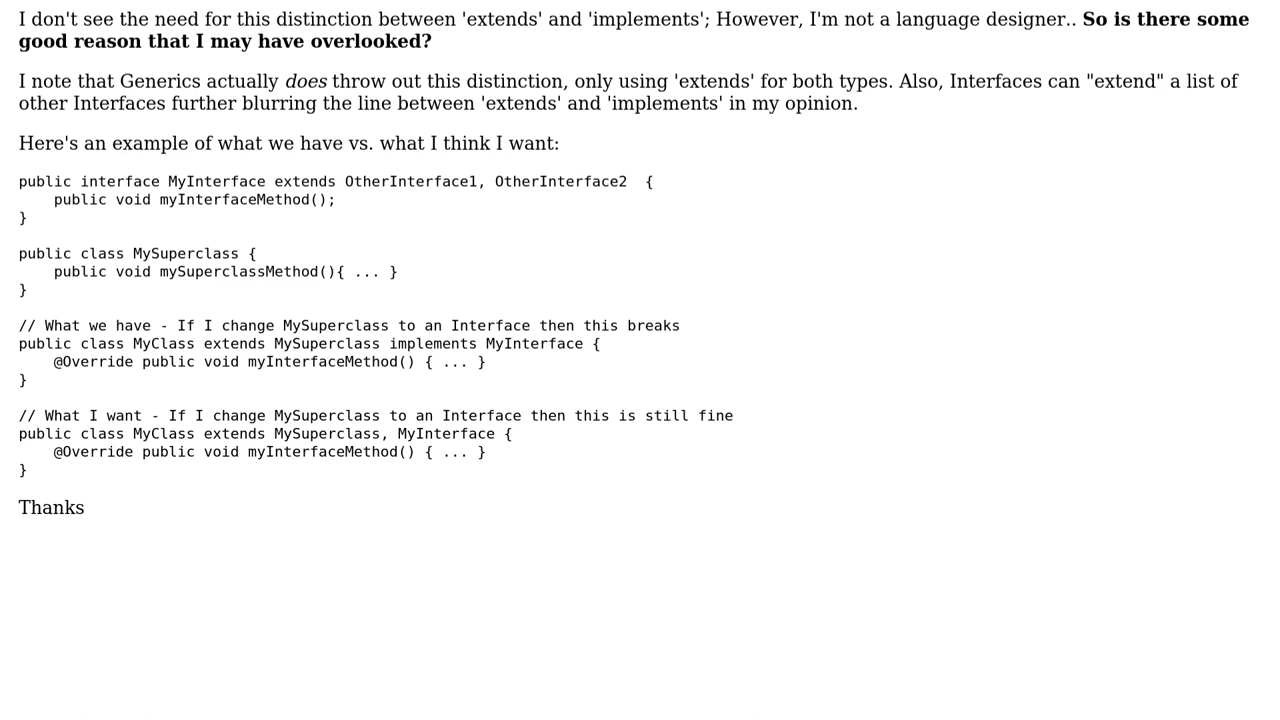 I don't see the need for this distinction between 'extends' and 'implements'; However, I'm not a language designer.. So is there some
good reason that I may have overlooked?
I note that Generics actually does throw out this distinction, only using 'extends' for both types. Also, Interfaces can "extend" a list of
other Interfaces further blurring the line between 'extends' and 'implements' in my opinion.
Here's an example of what we have vs. what I think I want:
public interface MyInterface extends OtherInterface1, OtherInterface2  {
    public void myInterfaceMethod();
}
public class MySuperclass {
    public void mySuperclassMethod(){ ... }
}
// What we have - If I change MySuperclass to an Interface then this breaks
public class MyClass extends MySuperclass implements MyInterface {
    @Override public void myInterfaceMethod() { ... }
}
// What I want - If I change MySuperclass to an Interface then this is still fine
public class MyClass extends MySuperclass, MyInterface {
    @Override public void myInterfaceMethod() { ... }
}
Thanks